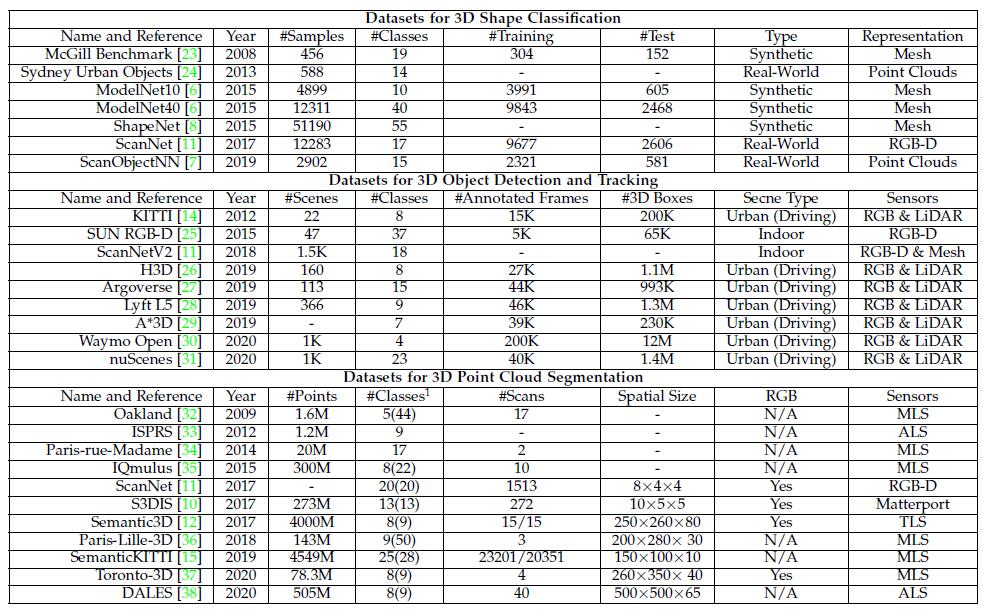 Datasets for 3D Shape Classification
Name and Reference Year #Samples #Classes #Training #Test Type Representation
McGill Benchmark [23] 2008 456 19 304 152 Synthetic Mesh
Sydney Urban Objects [24] 2013 588 14 - - Real-World Point Clouds
ModelNet10 [6] 2015 4899 10 3991 605 Synthetic Mesh
ModelNet40 [6] 2015 12311 40 9843 2468 Synthetic Mesh
ShapeNet [8] 2015 51190 55 - - Synthetic Mesh
ScanNet [11] 2017 12283 17 9677 2606 Real-World RGB-D
ScanObjectNN [7] 2019 2902 15 2321 581 Real-World Point Clouds
Datasets for 3D Object Detection and Tracking
Name and Reference Year #Scenes #Classes #Annotated Frames #3D Boxes Secne Type Sensors
KITTI [14] 2012 22 8 15K 200K Urban (Driving) RGB & LiDAR
SUN RGB-D [25] 2015 47 37 5K 65K Indoor RGB-D
ScanNetV2 [11] 2018 1.5K 18 - - Indoor RGB-D & Mesh
H3D [26] 2019 160 8 27K 1.1M Urban (Driving) RGB & LiDAR
Argoverse [27] 2019 113 15 44K 993K Urban (Driving) RGB & LiDAR
Lyft L5 [28] 2019 366 9 46K 1.3M Urban (Driving) RGB & LiDAR
A*3D [29] 2019 - 7 39K 230K Urban (Driving) RGB & LiDAR
Waymo Open [30] 2020 1K 4 200K 12M Urban (Driving) RGB & LiDAR
nuScenes [31] 2020 1K 23 40K 1.4M Urban (Driving) RGB & LiDAR
Datasets for 3D Point Cloud Segmentation
Name and Reference Year #Points #Classes¹ #Scans Spatial Size RGB Sensors
Oakland [32] 2009 1.6M 5(44) 17 - N/A MLS
ISPRS [33] 2012 1.2M 9 - - N/A ALS
Paris-rue-Madame [34] 2014 20M 17 2 - N/A MLS
IQmulus [35] 2015 300M 8(22) 10 - N/A MLS
ScanNet [11] 2017 - 20(20) 1513 8×4×4 Yes RGB-D
S3DIS [10] 2017 273M 13(13) 272 10×5×5 Yes Matterport
Semantic3D [12] 2017 4000M 8(9) 15/15 250×260×80 Yes TLS
Paris-Lille-3D [36] 2018 143M 9(50) 3 200×280× 30 N/A MLS
SemanticKITTI [15] 2019 4549M 25(28) 23201/20351 150×100×10 N/A MLS
Toronto-3D [37] 2020 78.3M 8(9) 4 260×350× 40 Yes MLS
DALES [38] 2020 505M 8(9) 40 500×500×65 N/A ALS